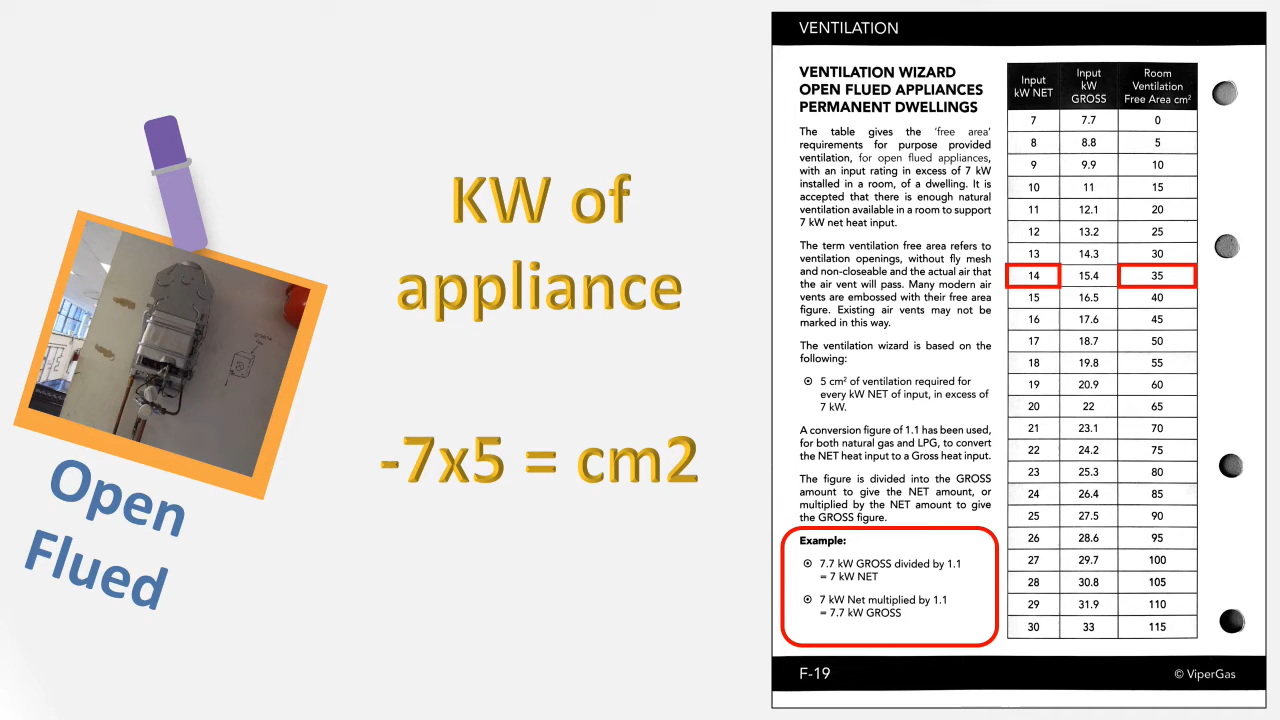 KW of
appliance
-7x5 = cm2
Open
Flued
VENTILATION
VENTILATION WIZARD
OPEN FLUED APPLIANCES
PERMANENT DWELLINGS
The table gives the 'free area'
requirements for purpose provided
ventilation, for open flued appliances,
with an input rating in excess of 7 kW
installed in a room, of a dwelling. It is
accepted that there is enough natural
ventilation available in a room to support
7 kW net heat input.
The term ventilation free area refers to
ventilation openings, without fly mesh
and non-closeable and the actual air that
the air vent will pass. Many modern air
vents are embossed with their free area
figure. Existing air vents may not be
marked in this way.
The ventilation wizard is based on the
following:
5 cm² of ventilation required for
every kW NET of input, in excess of
7 kW.
A conversion figure of 1.1 has been used,
for both natural gas and LPG, to convert
the NET heat input to a Gross heat input.
The figure is divided into the GROSS
amount to give the NET amount, or
multiplied by the NET amount to give
the GROSS figure.
Example:
7.7 kW GROSS divided by 1.1
= 7 kW NET
7 kW Net multiplied by 1.1
= 7.7 kW GROSS
Input kW NET Input kW GROSS Room Ventilation Free Area cm²
7 7.7 0
8 8.8 5
9 9.9 10
10 11 15
11 12.1 20
12 13.2 25
13 14.3 30
14 15.4 35
15 16.5 40
16 17.6 45
17 18.7 50
18 19.8 55
19 20.9 60
20 22 65
21 23.1 70
22 24.2 75
23 25.3 80
24 26.4 85
25 27.5 90
26 28.6 95
27 29.7 100
28 30.8 105
29 31.9 110
30 33 115
F-19
© ViperGas